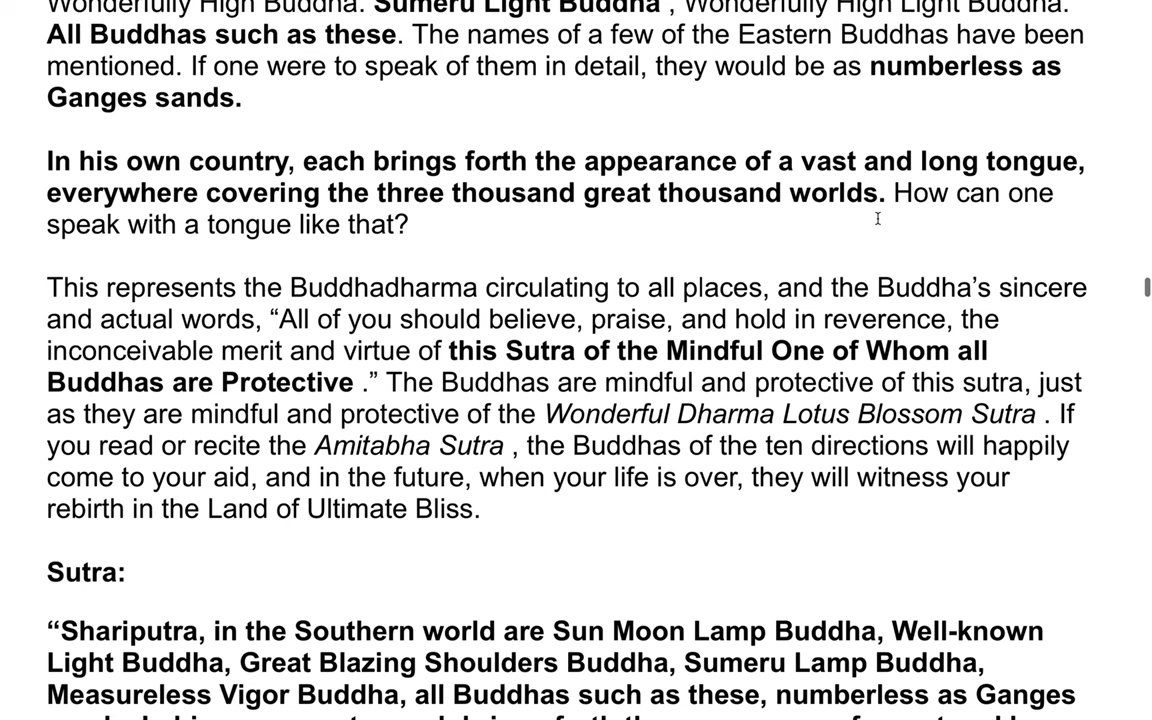 Wonderfully High Buddha. Sumeru Light Buddha , Wonderfully High Light Buddha.
All Buddhas such as these. The names of a few of the Eastern Buddhas have been
mentioned. If one were to speak of them in detail, they would be as numberless as
Ganges sands.
In his own country, each brings forth the appearance of a vast and long tongue,
everywhere covering the three thousand great thousand worlds. How can one
speak with a tongue like that?
This represents the Buddhadharma circulating to all places, and the Buddha’s sincere
and actual words, “All of you should believe, praise, and hold in reverence, the
inconceivable merit and virtue of this Sutra of the Mindful One of Whom all
Buddhas are Protective .” The Buddhas are mindful and protective of this sutra, just
as they are mindful and protective of the Wonderful Dharma Lotus Blossom Sutra . If
you read or recite the Amitabha Sutra , the Buddhas of the ten directions will happily
come to your aid, and in the future, when your life is over, they will witness your
rebirth in the Land of Ultimate Bliss.
Sutra:
“Shariputra, in the Southern world are Sun Moon Lamp Buddha, Well-known
Light Buddha, Great Blazing Shoulders Buddha, Sumeru Lamp Buddha,
Measureless Vigor Buddha, all Buddhas such as these, numberless as Ganges